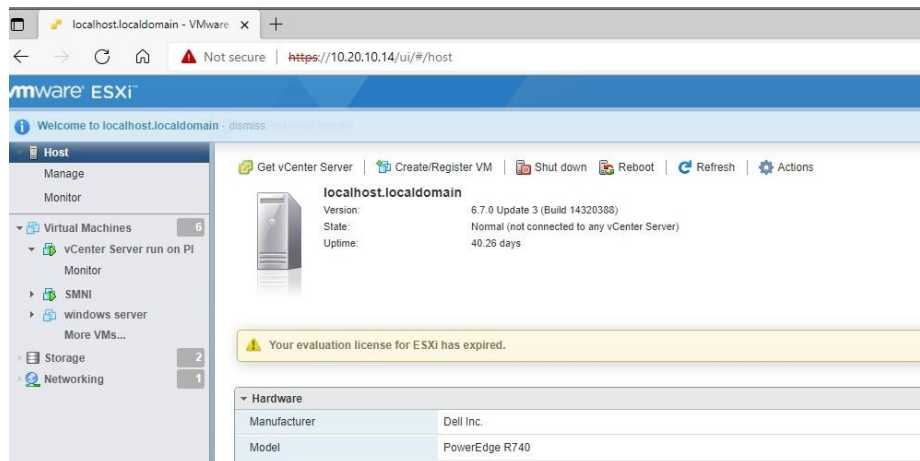 localhost.localdomain - VMware
Not secure | https://10.20.10.14/ui/#/host
vmware ESXi™
Welcome to localhost.localdomain - dismiss
Host
Manage
Monitor
Virtual Machines 6
vCenter Server run on PI
Monitor
SMNI
windows server
More VMs...
Storage 2
Networking 1
Get vCenter Server | Create/Register VM | Shut down Reboot | Refresh | Actions
localhost.localdomain
Version: 6.7.0 Update 3 (Build 14320388)
State: Normal (not connected to any vCenter Server)
Uptime: 40.26 days
Your evaluation license for ESXi has expired.
Hardware
Manufacturer Dell Inc.
Model PowerEdge R740